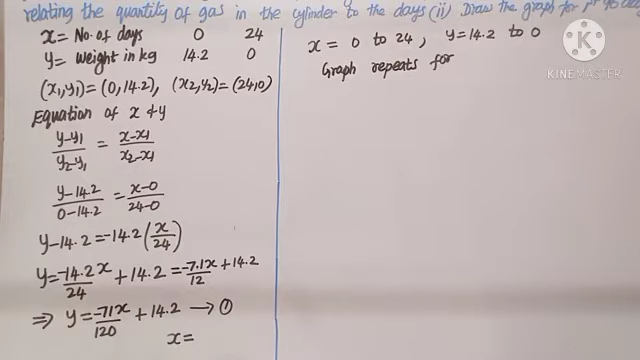 relating the quantity of gas in the cylinder to the days (ii) Draw the graph for
x = No. of days 0 24
y = weight in kg 14.2 0
(x1,y1) = (0,14.2), (x2,y2) = (24,0)
Equation of x & y
y-y1/y2-y1 = x-x1/x2-x1
y-14.2/0-14.2 = x-0/24-0
y-14.2 = -14.2(x/24)
y = -14.2x/24 + 14.2 = -7.1x/12 + 14.2
⇒ y = -71x/120 + 14.2 → ①
x =
x = 0 to 24, y = 14.2 to 0
Graph repeats for
KINEMASTER